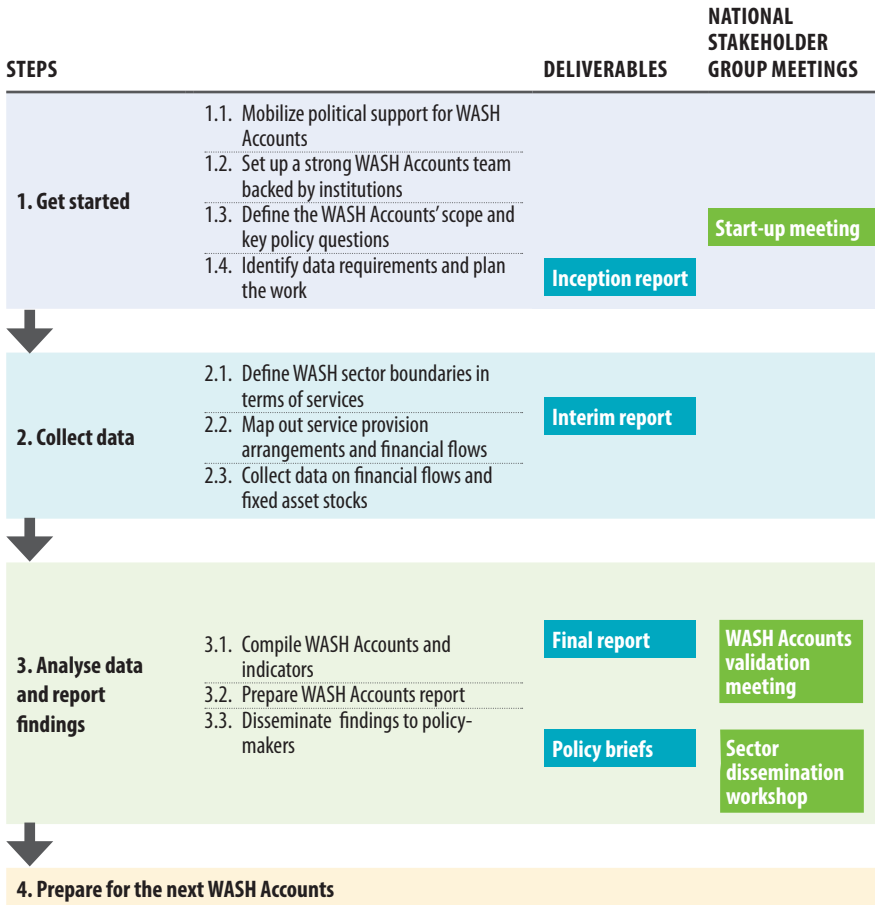 STEPS
DELIVERABLES
NATIONAL
STAKEHOLDER
GROUP MEETINGS
1. Get started
1.1. Mobilize political support for WASH
Accounts
1.2. Set up a strong WASH Accounts team
backed by institutions
1.3. Define the WASH Accounts' scope and
key policy questions
1.4. Identify data requirements and plan
the work
Inception report
Start-up meeting
2. Collect data
2.1. Define WASH sector boundaries in
terms of services
2.2. Map out service provision
arrangements and financial flows
2.3. Collect data on financial flows and
fixed asset stocks
Interim report
3. Analyse data
and report
findings
3.1. Compile WASH Accounts and
indicators
3.2. Prepare WASH Accounts report
3.3. Disseminate findings to policy-
makers
Final report
WASH Accounts
validation
meeting
Policy briefs
Sector
dissemination
workshop
4. Prepare for the next WASH Accounts